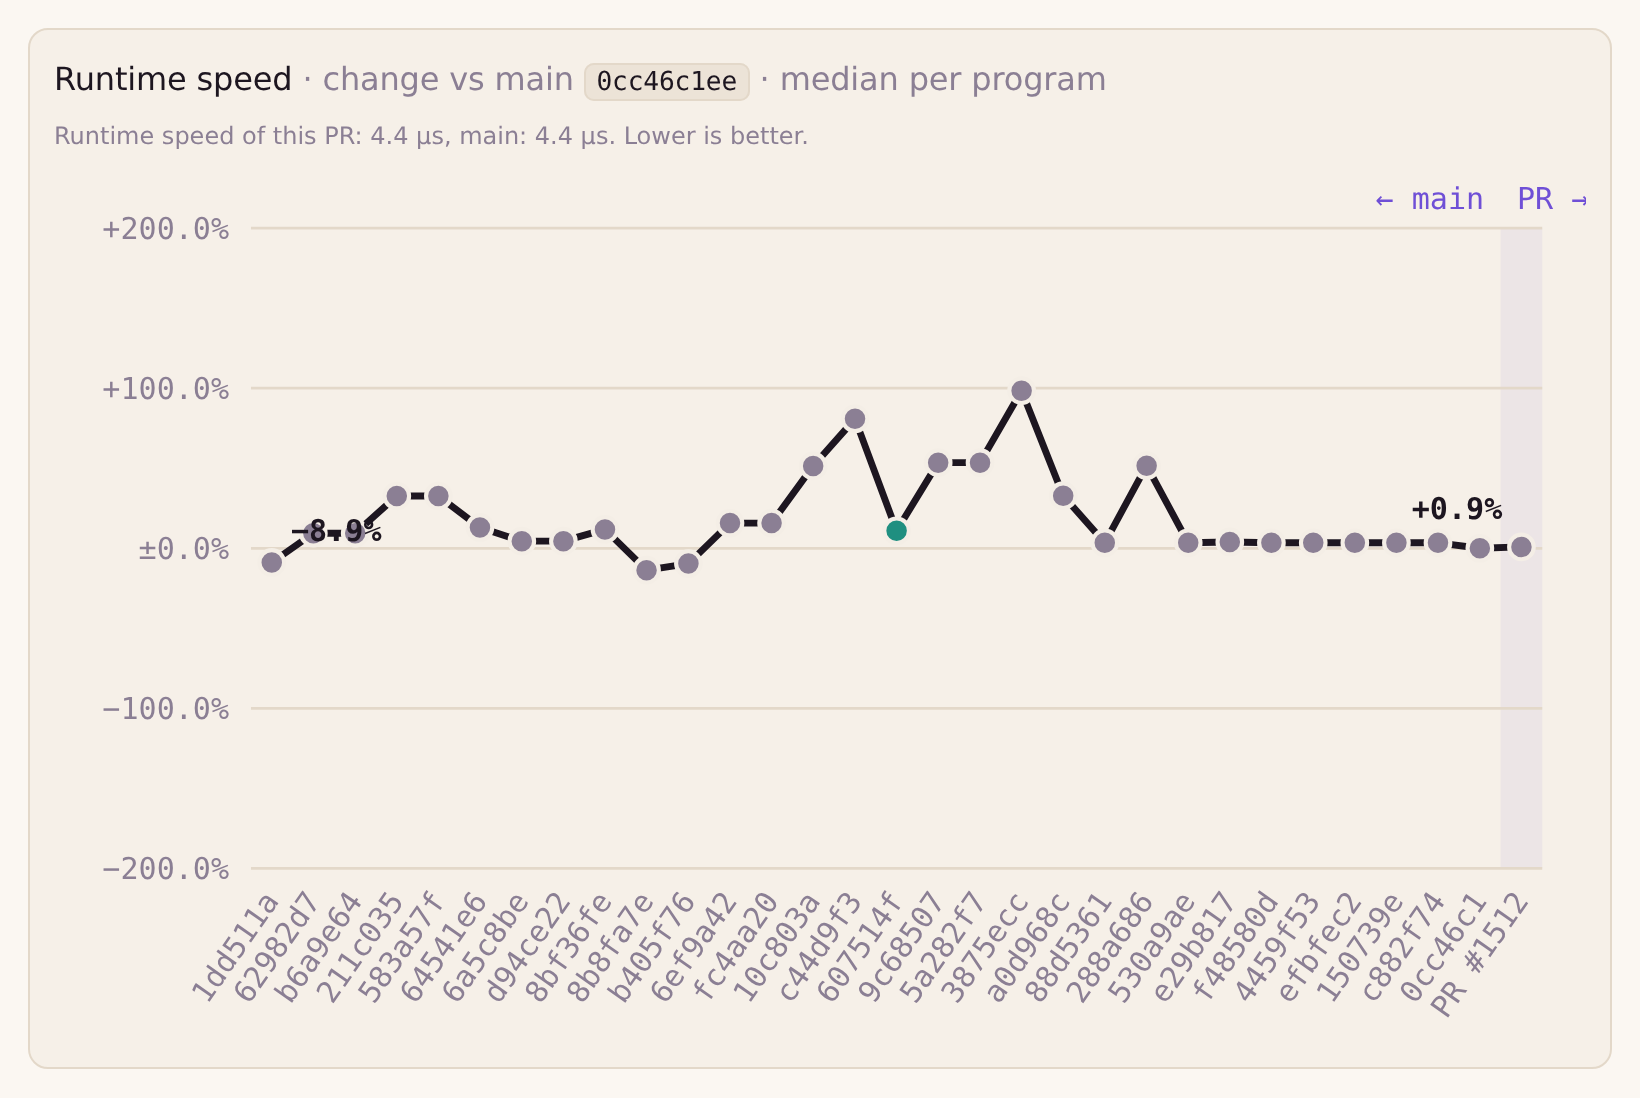 Runtime speed · change vs main 0cc46c1ee · median per program
Runtime speed of this PR: 4.4 µs, main: 4.4 µs. Lower is better.
← main PR →
+200.0%
+100.0%
±0.0%
−100.0%
−200.0%
−8.9%
+0.9%
1dd511a
62982d7
b6a9e64
211c035
583a57f
64541e6
6a5c8be
d94ce22
8bf36fe
8b8fa7e
b405f76
6ef9a42
fc4aa20
10c803a
c44d9f3
607514f
9c68507
5a282f7
3875ecc
a0d968c
88d5361
288a686
530a9ae
e29b817
f48580d
4459f53
efbfec2
150739e
c882f74
0cc46c1
PR #1512